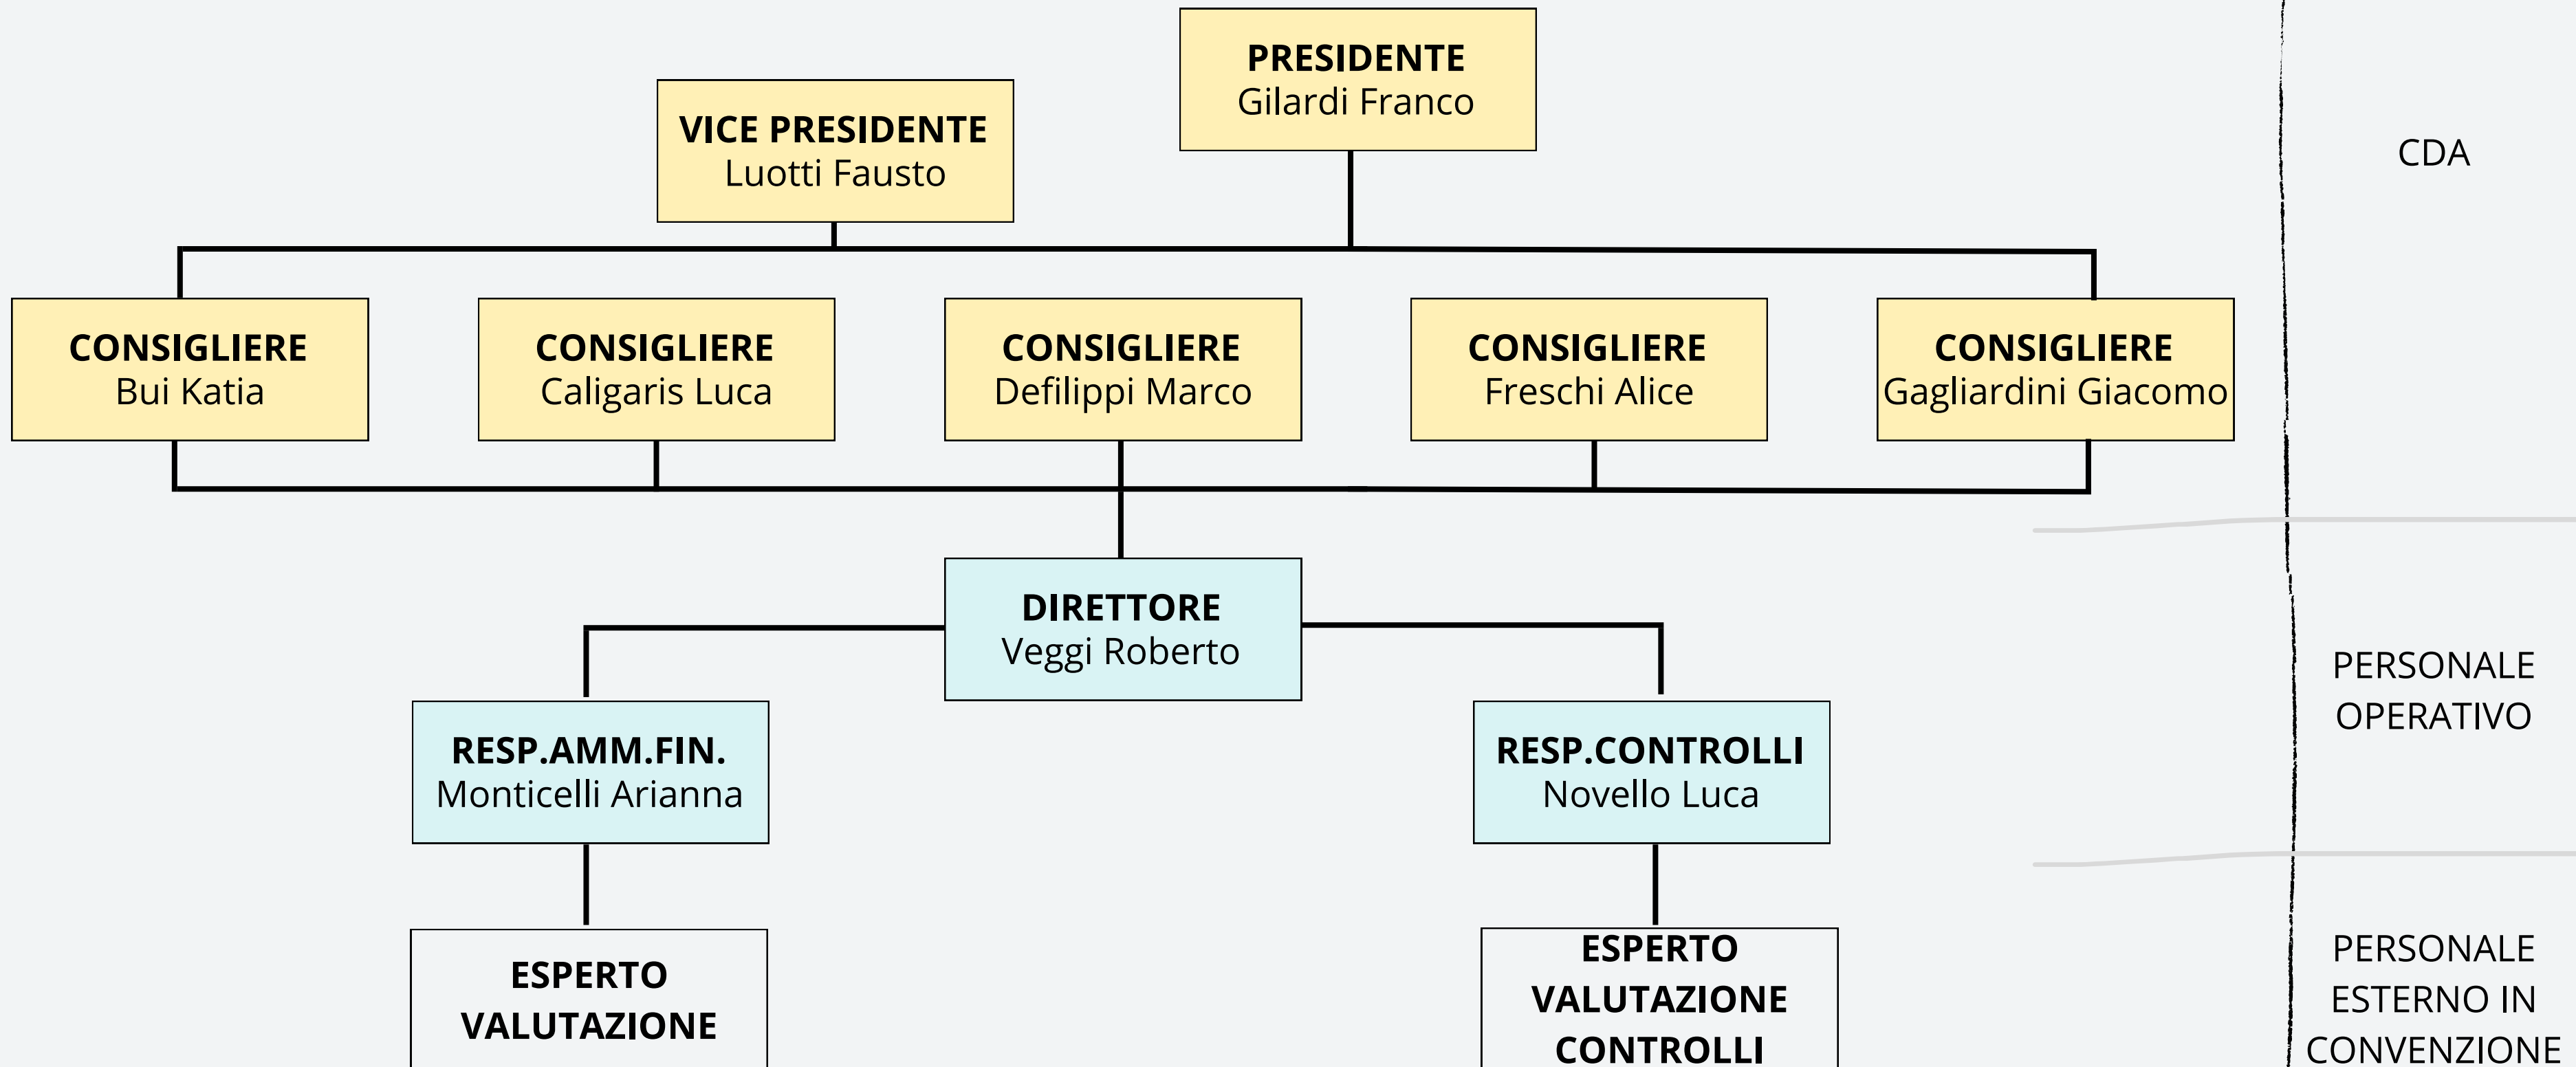 PRESIDENTE
Gilardi Franco
VICE PRESIDENTE
Luotti Fausto
CDA
CONSIGLIERE
Bui Katia
CONSIGLIERE
Caligaris Luca
CONSIGLIERE
Defilippi Marco
CONSIGLIERE
Freschi Alice
CONSIGLIERE
Gagliardini Giacomo
DIRETTORE
Veggi Roberto
PERSONALE
OPERATIVO
RESP.AMM.FIN.
Monticelli Arianna
RESP.CONTROLLI
Novello Luca
ESPERTO
VALUTAZIONE
ESPERTO
VALUTAZIONE
CONTROLLI
PERSONALE
ESTERNO IN
CONVENZIONE